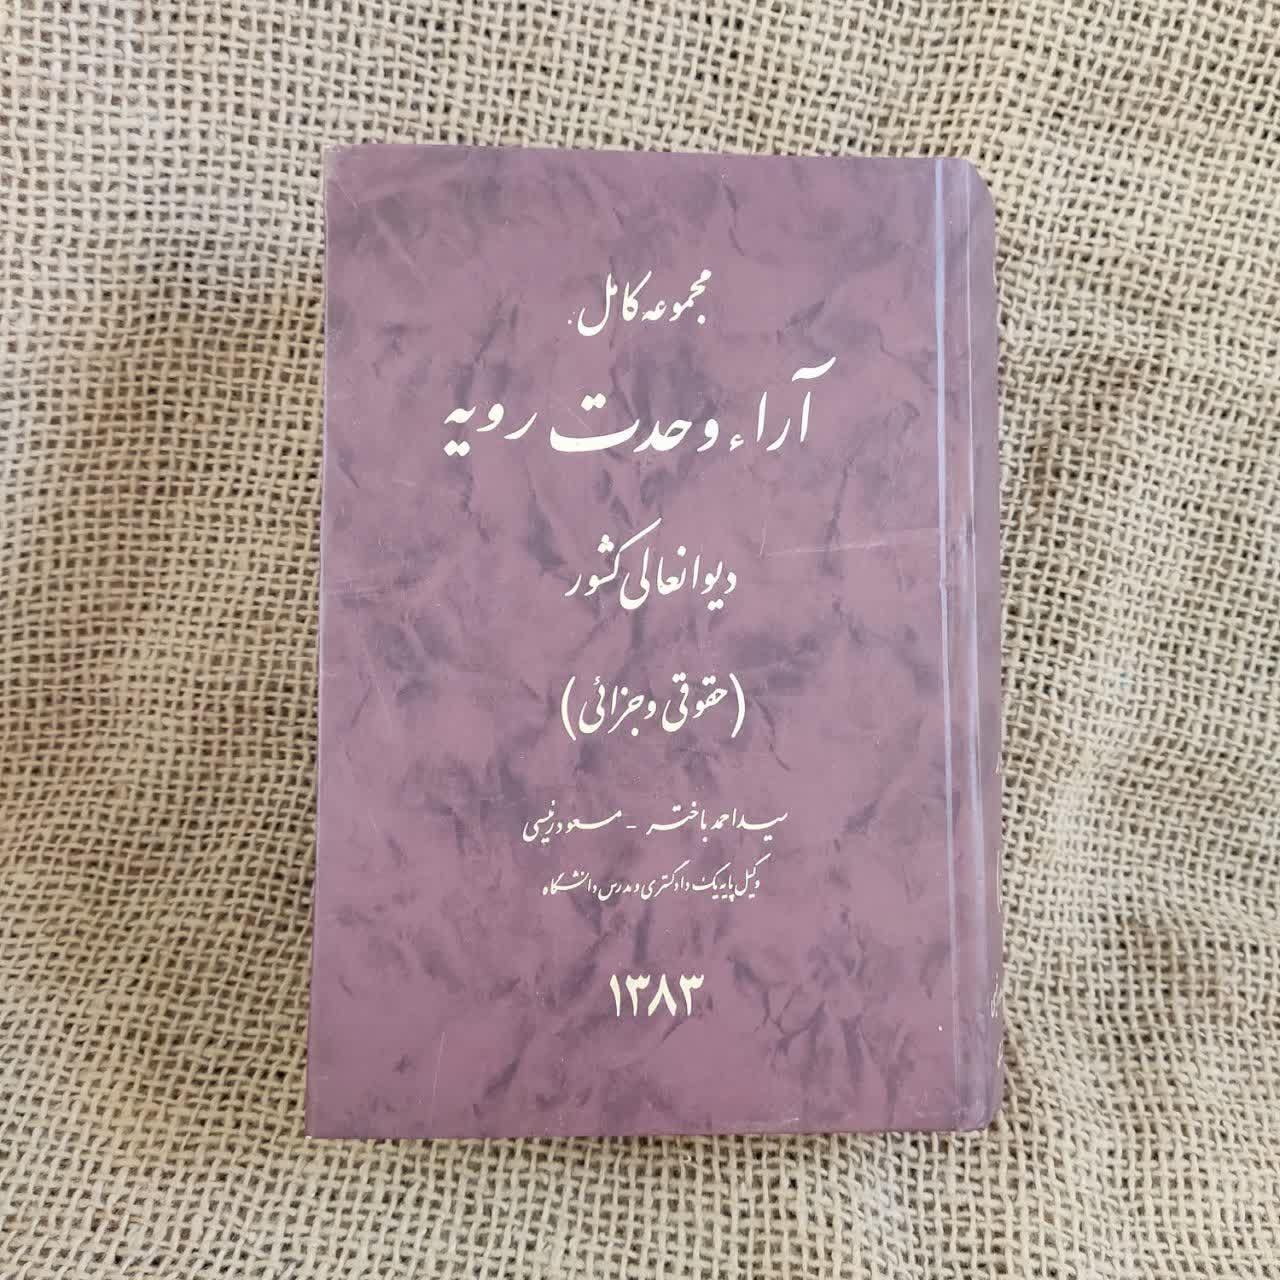 مجموعه کامل
آراء وحدت رویه
دیوانعالی کشور
(حقوقی و جزائی)
سید احمد باختر - مسعود رئیسی
وکیل پایه یک دادگستری و مدرس دانشگاه
۱۳۸۳